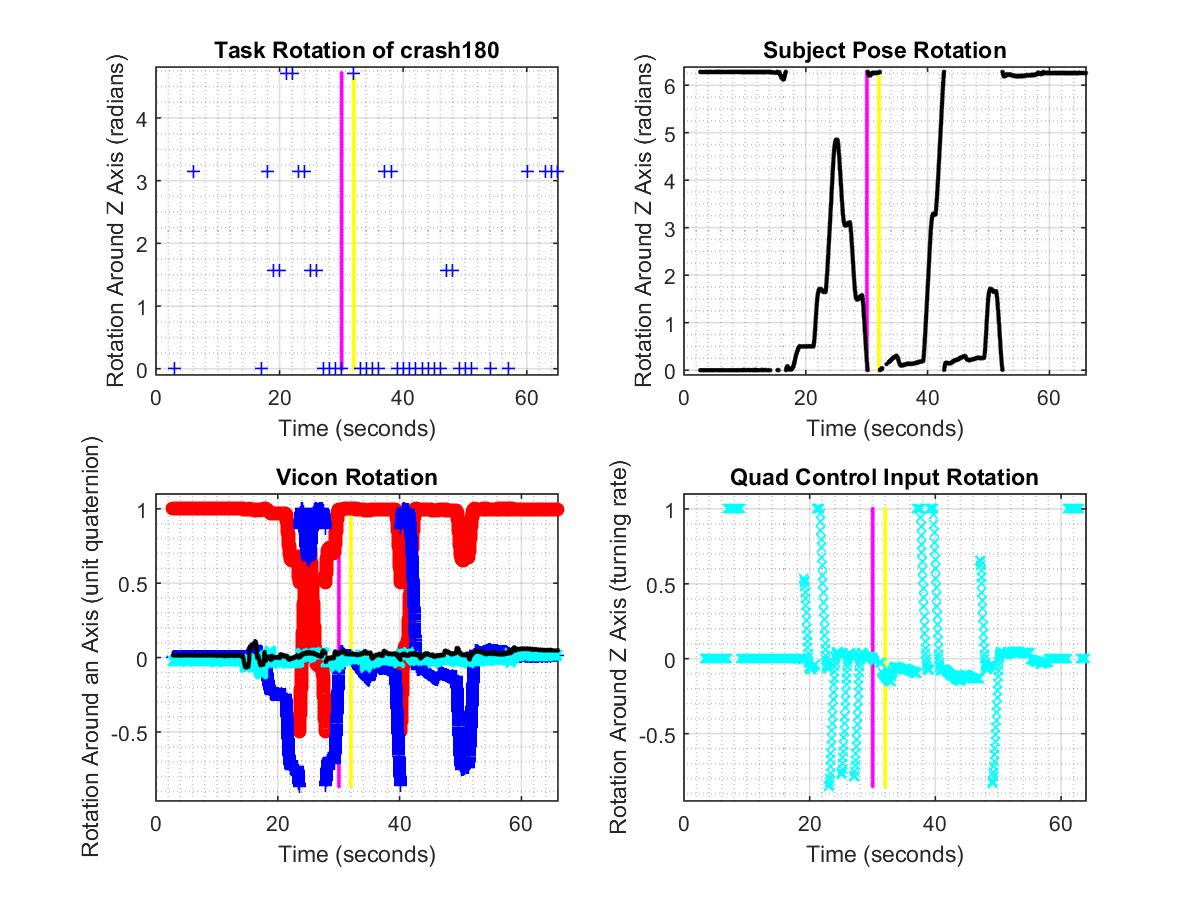 Task Rotation of crash180
Rotation Around Z Axis (radians)
4
3
2
1
0
0 20 40 60
Time (seconds)
Subject Pose Rotation
Rotation Around Z Axis (radians)
6
5
4
3
2
1
0
0 20 40 60
Time (seconds)
Vicon Rotation
Rotation Around an Axis (unit quaternion)
1
0.5
0
-0.5
0 20 40 60
Time (seconds)
Quad Control Input Rotation
Rotation Around Z Axis (turning rate)
1
0.5
0
-0.5
0 20 40 60
Time (seconds)